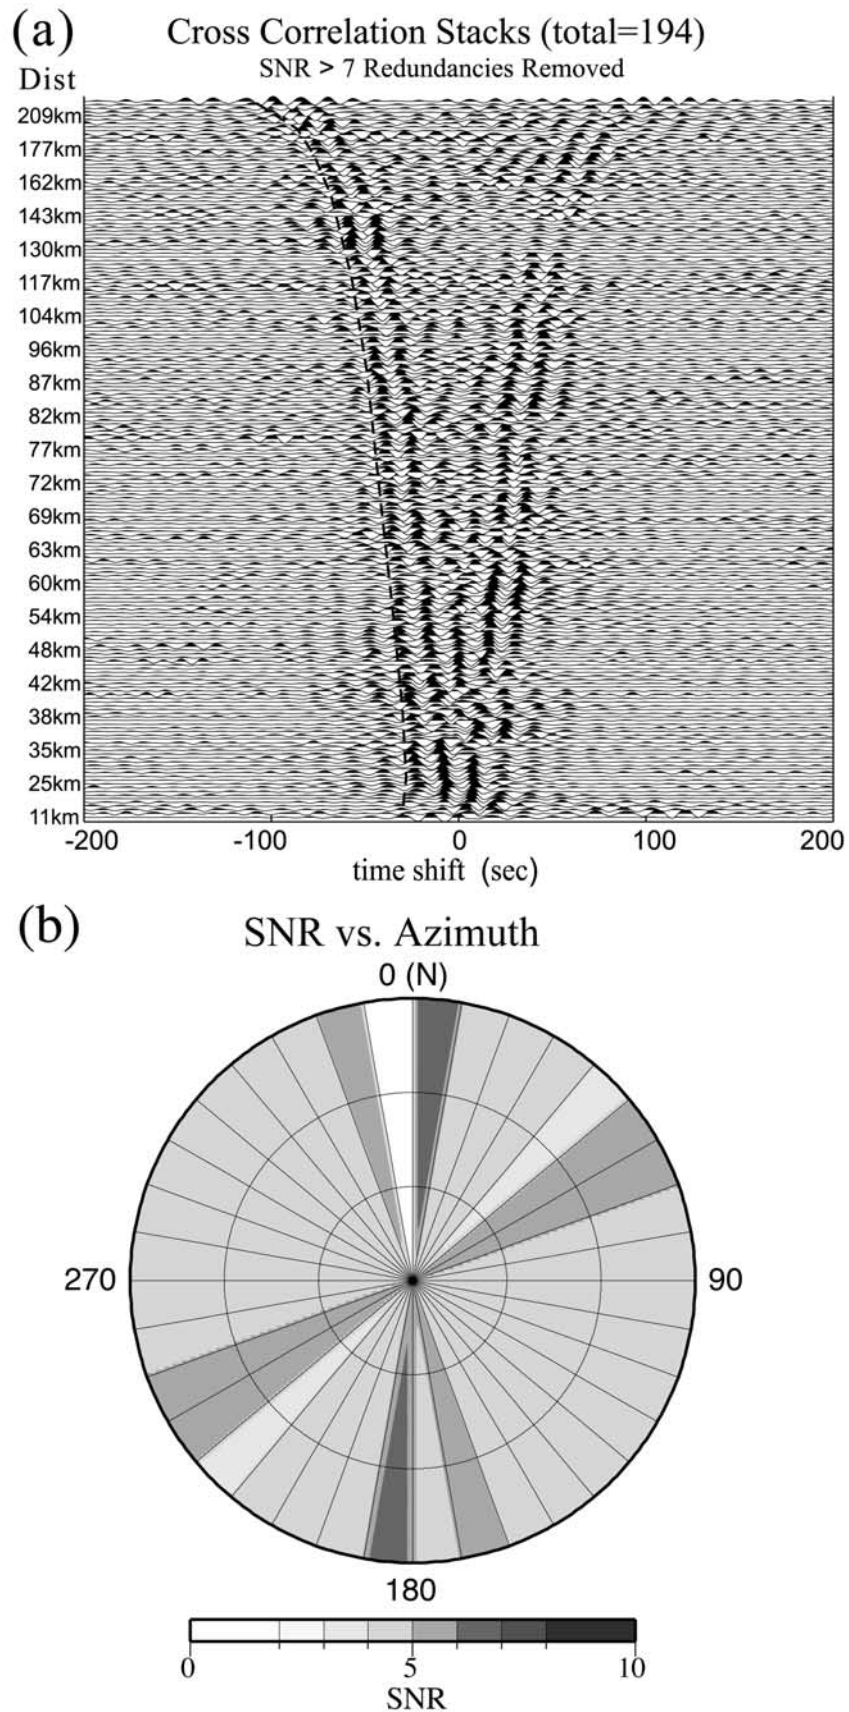 (a)
Cross Correlation Stacks (total=194)
SNR > 7 Redundancies Removed
Dist
209km
177km
162km
143km
130km
117km
104km
96km
87km
82km
77km
72km
69km
63km
60km
54km
48km
42km
38km
35km
25km
11km
-200 -100 0 100 200
time shift (sec)
(b)
SNR vs. Azimuth
0 (N)
270 90
180
0 5 10
SNR